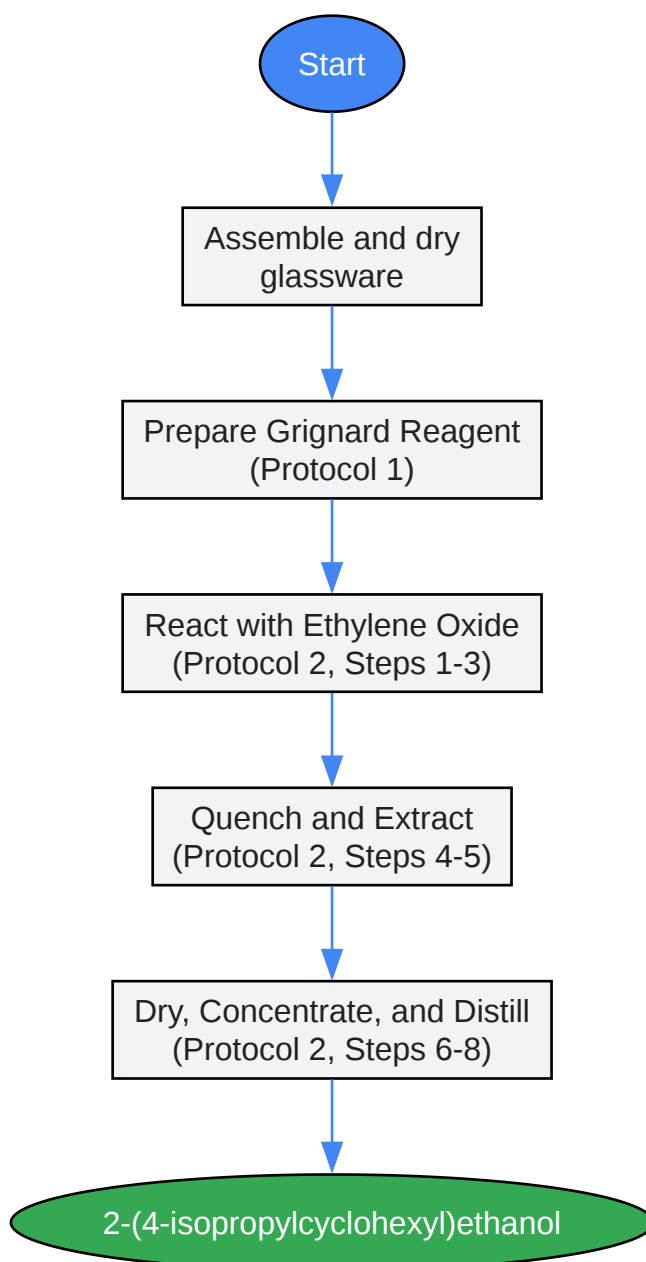 Start
Assemble and dry
glassware
Prepare Grignard Reagent
(Protocol 1)
React with Ethylene Oxide
(Protocol 2, Steps 1-3)
Quench and Extract
(Protocol 2, Steps 4-5)
Dry, Concentrate, and Distill
(Protocol 2, Steps 6-8)
2-(4-isopropylcyclohexyl)ethanol